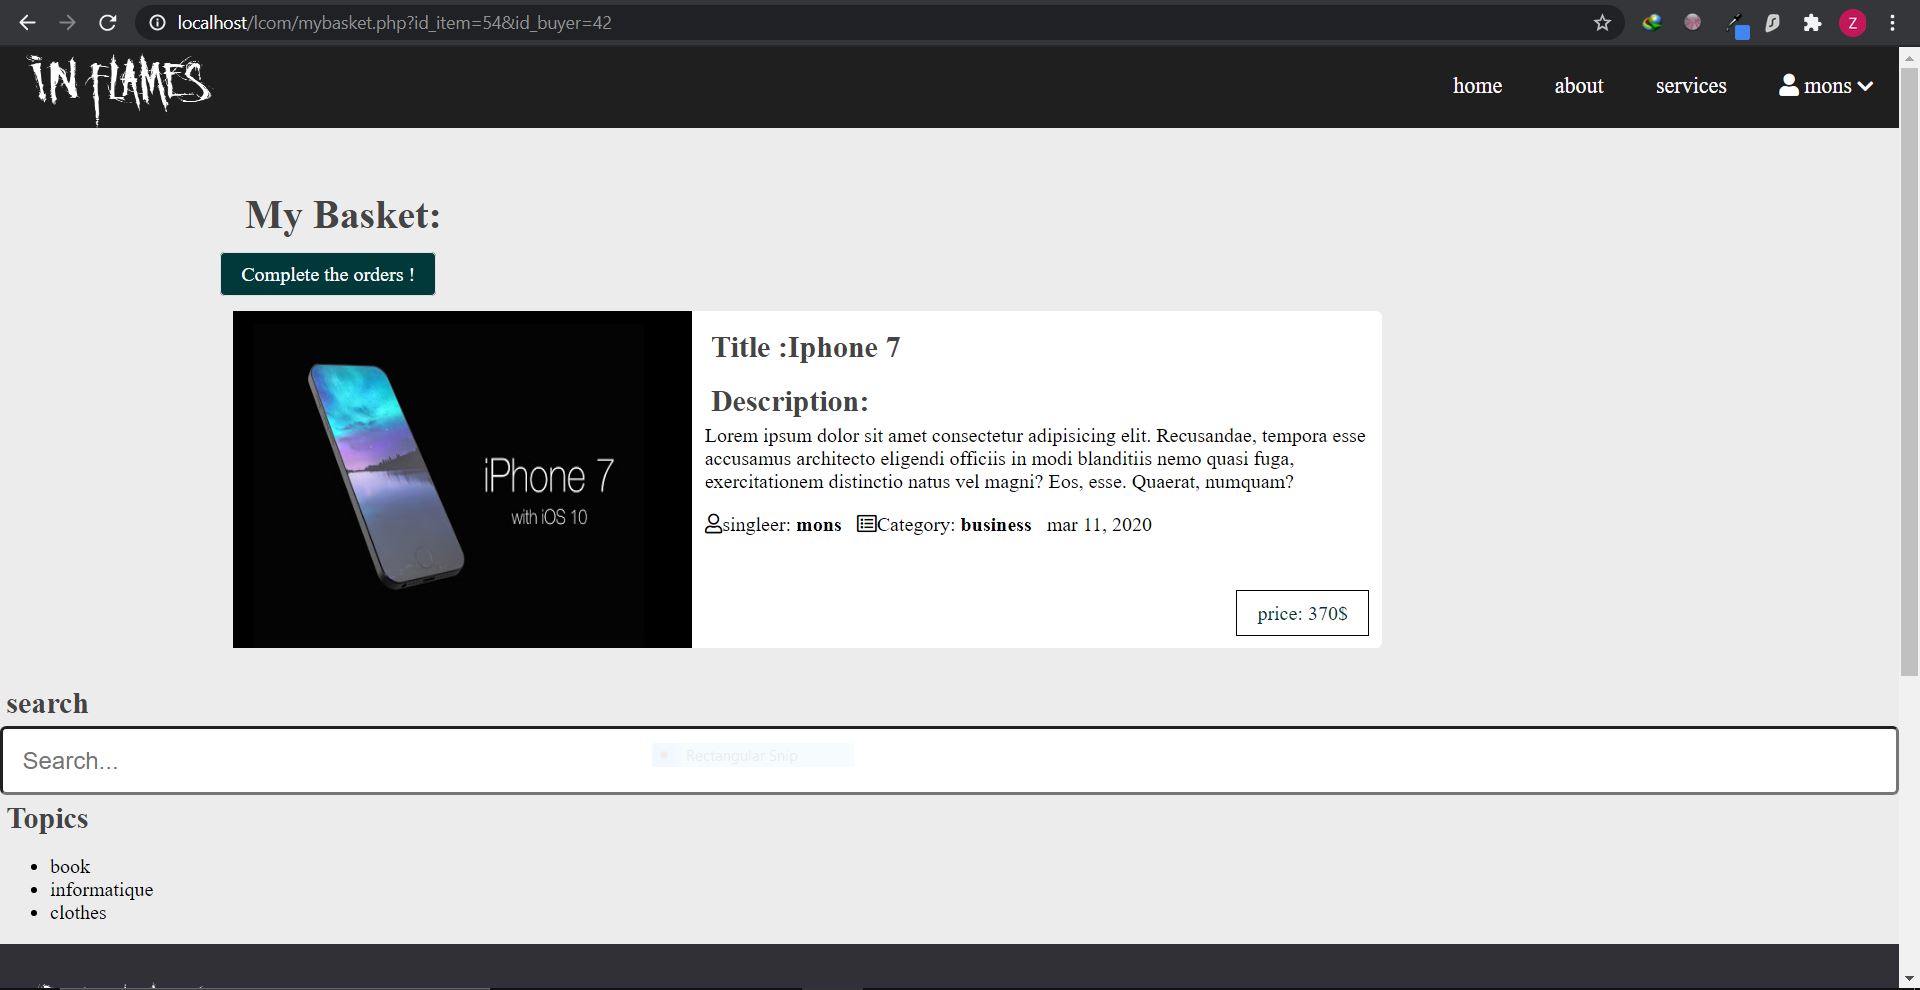 localhost/lcom/mybasket.php?id_item=54&id_buyer=42
Z
IN FLAMES
home about services mons
My Basket:
Complete the orders !
iPhone 7
with iOS 10
Title :Iphone 7
Description:
Lorem ipsum dolor sit amet consectetur adipisicing elit. Recusandae, tempora esse
accusamus architecto eligendi officiis in modi blanditiis nemo quasi fuga,
exercitationem distinctio natus vel magni? Eos, esse. Quaerat, numquam?
singleer: mons Category: business mar 11, 2020
price: 370$
search
Search...
Rectangular Snip
Topics
book
informatique
clothes